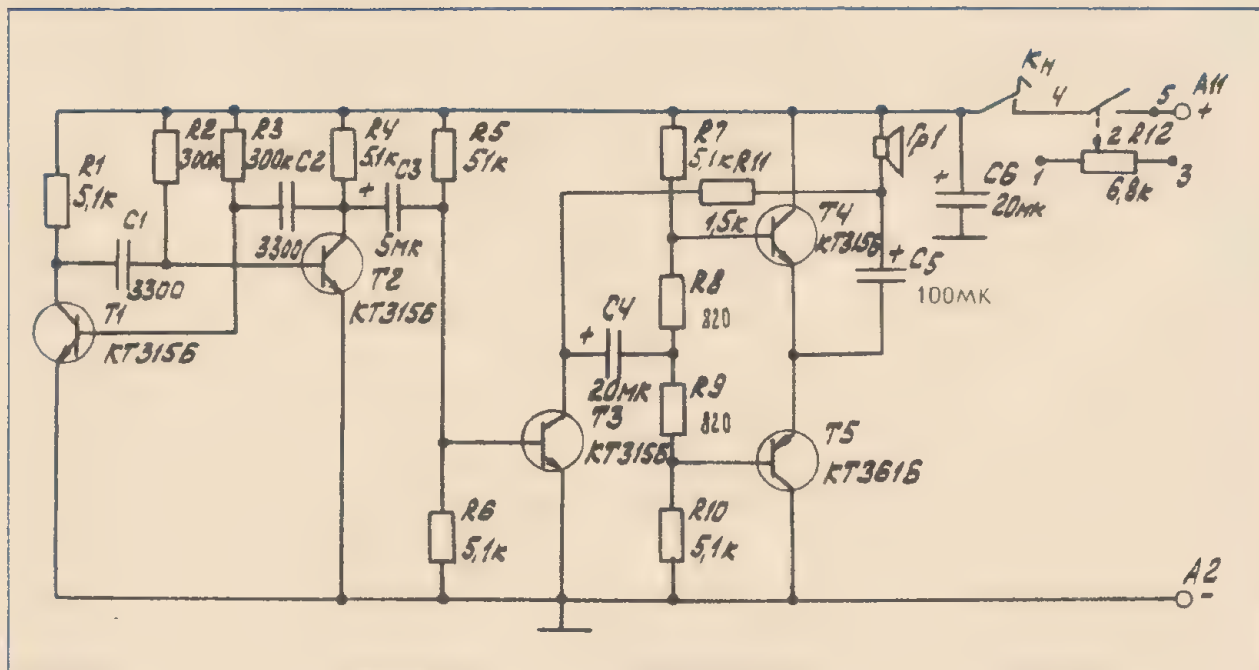 Кн
4
5
А11
+
R1
5,1к
R2
300к
R3
300к
C2
3300
R4
5,1к
C3
+
5мк
R5
51к
R7
5,1к
R11
1,5к
Гр1
+
C6
20мк
2
R12
1
6,8к
3
C1
3300
T1
КТ315Б
T2
КТ315Б
T4
КТ315Б
+
C5
100мк
R8
820
+
C4
20мк
R9
820
T3
КТ315Б
T5
КТ361Б
R6
5,1к
R10
5,1к
А2
-